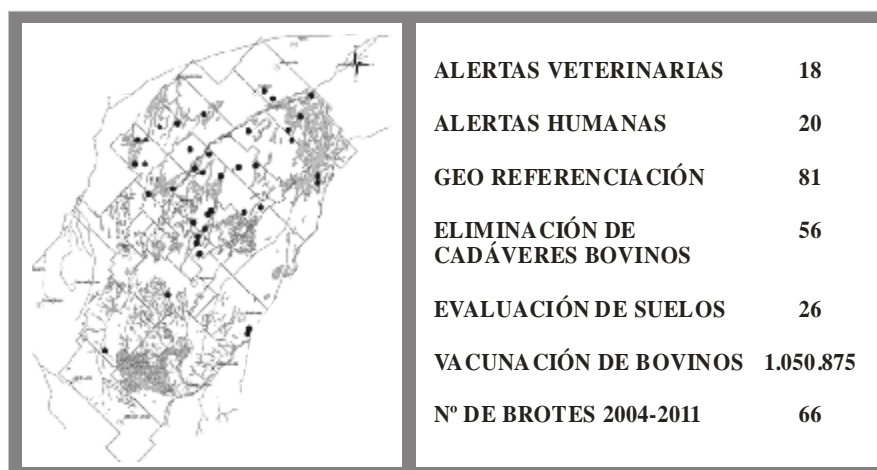 ALERTAS VETERINARIAS 18
ALERTAS HUMANAS 20
GEO REFERENCIACIÓN 81
ELIMINACIÓN DE 56
CADÁVERES BOVINOS
EVALUACIÓN DE SUELOS 26
VACUNACIÓN DE BOVINOS 1.050.875
Nº DE BROTES 2004-2011 66